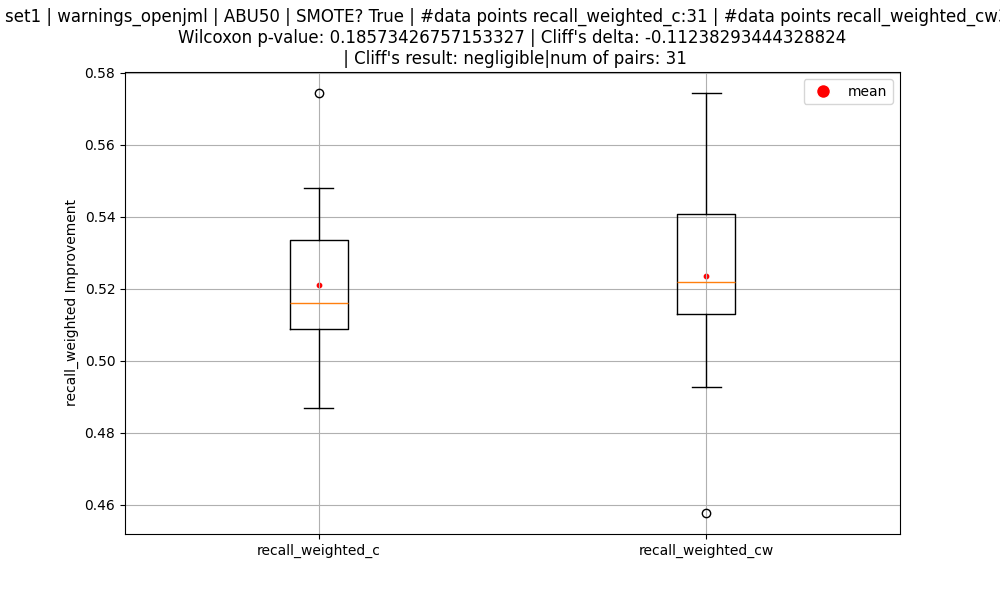 set1 | warnings_openjml | ABU50 | SMOTE? True | #data points recall_weighted_c:31 | #data points recall_weighted_cw
Wilcoxon p-value: 0.18573426757153327 | Cliff's delta: -0.11238293444328824
| Cliff's result: negligible|num of pairs: 31
0.58
mean
0.56
0.54
0.52
0.50
0.48
0.46
recall_weighted Improvement
recall_weighted_c
recall_weighted_cw